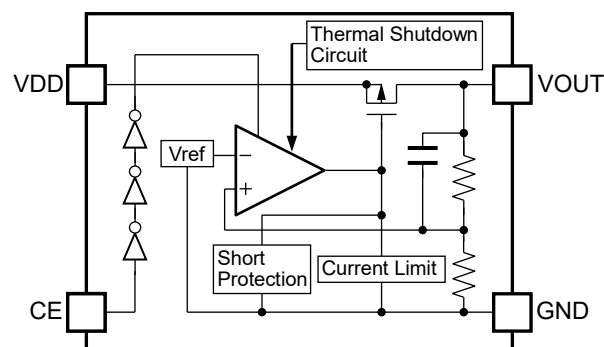 Thermal Shutdown
Circuit
VDD
VOUT
Vref
−
+
Short
Protection
Current Limit
CE
GND